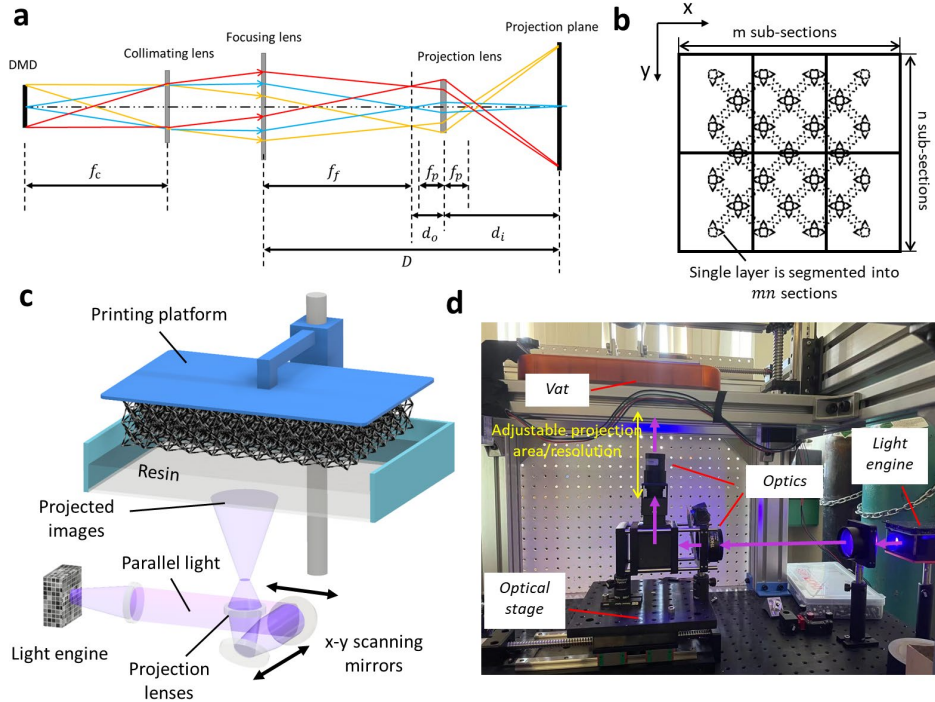 a
DMD
Collimating lens
Focusing lens
Projection lens
Projection plane
f_c
f_f
f_p
f_p
d_o
d_i
D
b
x
y
m sub-sections
n sub-sections
Single layer is segmented into
mn sections
c
Printing platform
Resin
Projected
images
Parallel light
Light engine
Projection
lenses
x-y scanning
mirrors
d
Vat
Adjustable projection
area/resolution
Optics
Light
engine
Optical
stage